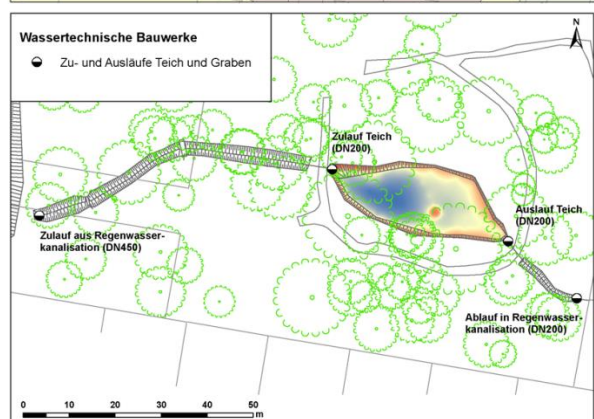 Wassertechnische Bauwerke
Zu- und Ausläufe Teich und Graben
N
Zulauf Teich
(DN200)
Auslauf Teich
(DN200)
Zulauf aus Regenwasser-
kanalisation (DN450)
Ablauf in Regenwasser-
kanalisation (DN200)
0 10 20 30 40 50
m